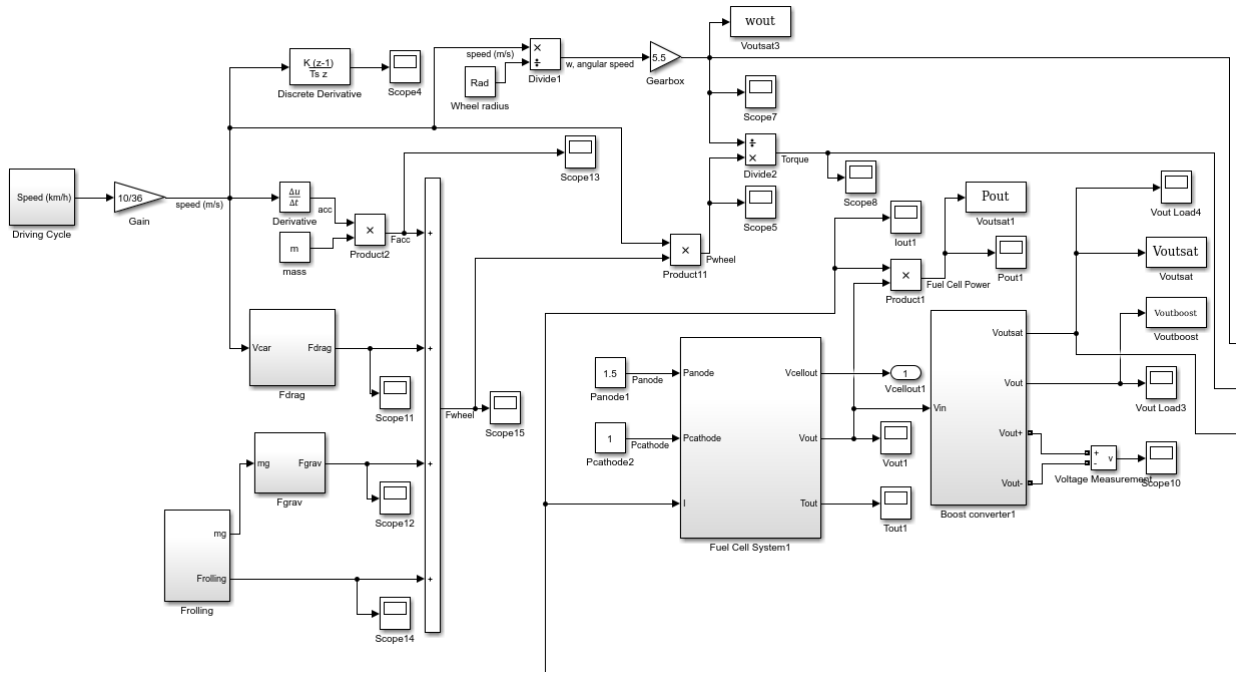 wout
Voutsat3
speed (m/s)
×
÷
Divide1
w, angular speed
5.5
Gearbox
K (z-1)
Ts z
Discrete Derivative
Scope4
Rad
Wheel radius
Scope7
÷
×
Divide2
Torque
Scope13
Scope8
Scope5
Speed (km/h)
Driving Cycle
10/36
Gain
speed (m/s)
Δu
Δt
Derivative
acc
m
mass
×
Product2
Facc
+
×
Product11
Pwheel
Iout1
Pout
Voutsat1
Vout Load4
×
Product1
Fuel Cell Power
Pout1
Voutsat
Voutsat
Voutboost
Voutboost
Vcar
Fdrag
Fdrag
+
Scope11
Fwheel
Scope15
1.5
Panode
Panode1
1
Pcathode
Pcathode2
Panode
Pcathode
I
Vcellout
Vout
Tout
Fuel Cell System1
1
Vcellout1
Vout1
Tout1
Vin
Voutsat
Vout
Vout+
Vout-
Boost converter1
Vout Load3
+
-
v
Voltage Measurement
Scope10
mg
Fgrav
Fgrav
+
Scope12
mg
Frolling
Frolling
+
Scope14